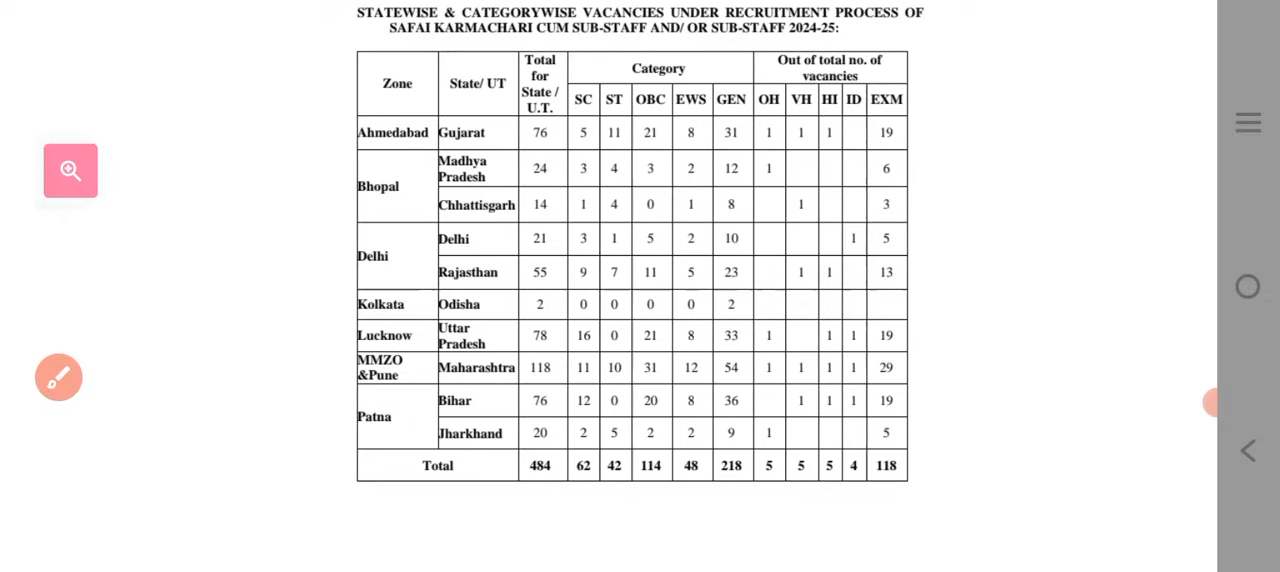 STATEWISE & CATEGORYWISE VACANCIES UNDER RECRUITMENT PROCESS OF
SAFAI KARMACHARI CUM SUB-STAFF AND/ OR SUB-STAFF 2024-25:
Zone State/ UT Total for State / U.T. Category Out of total no. of vacancies
SC ST OBC EWS GEN OH VH HI ID EXM
Ahmedabad Gujarat 76 5 11 21 8 31 1 1 1 19
Bhopal Madhya Pradesh 24 3 4 3 2 12 1 6
Chhattisgarh 14 1 4 0 1 8 1 3
Delhi Delhi 21 3 1 5 2 10 1 5
Rajasthan 55 9 7 11 5 23 1 1 13
Kolkata Odisha 2 0 0 0 0 2
Lucknow Uttar Pradesh 78 16 0 21 8 33 1 1 1 19
MMZO &Pune Maharashtra 118 11 10 31 12 54 1 1 1 1 29
Patna Bihar 76 12 0 20 8 36 1 1 1 19
Jharkhand 20 2 5 2 2 9 1 5
Total 484 62 42 114 48 218 5 5 5 4 118